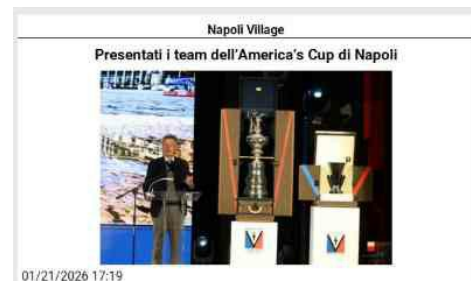 Napoli Village
Presentati i team dell'America's Cup di Napoli
01/21/2026 17:19